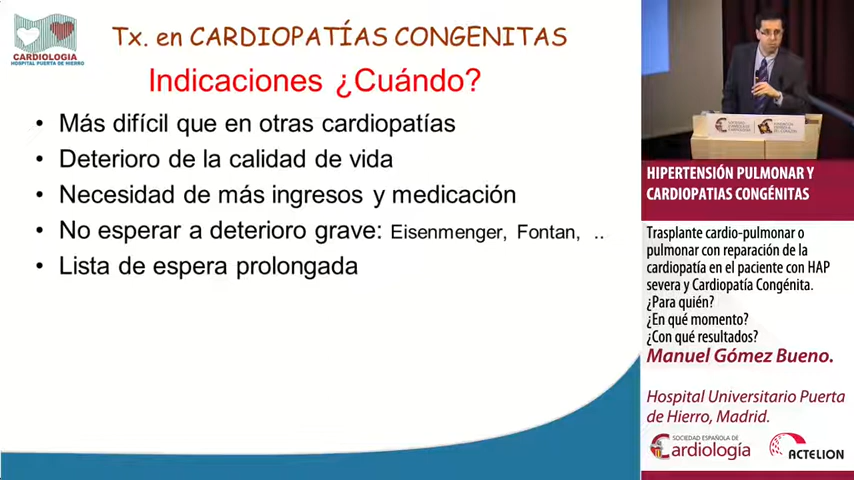 CARDIOLOGIA
HOSPITAL PUERTA DE HIERRO
Tx. en CARDIOPATÍAS CONGENITAS
Indicaciones ¿Cuándo?
• Más difícil que en otras cardiopatías
• Deterioro de la calidad de vida
• Necesidad de más ingresos y medicación
• No esperar a deterioro grave: Eisenmenger, Fontan, ..
• Lista de espera prolongada
HIPERTENSIÓN PULMONAR Y
CARDIOPATIAS CONGÉNITAS
Trasplante cardio-pulmonar o
pulmonar con reparación de la
cardiopatía en el paciente con HAP
severa y Cardiopatía Congénita.
¿Para quién?
¿En qué momento?
¿Con qué resultados?
Manuel Gómez Bueno.
Hospital Universitario Puerta
de Hierro, Madrid.
SOCIEDAD ESPAÑOLA DE
Cardiología
ACTELION